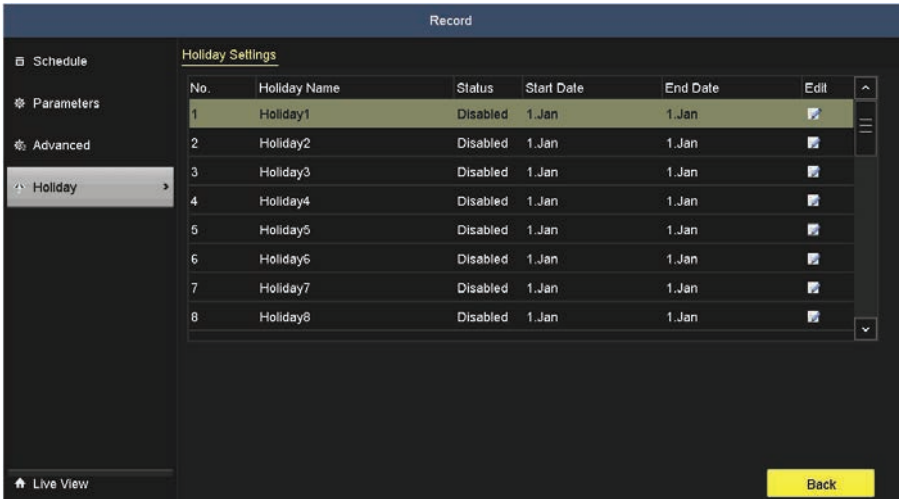 Record
Schedule
Parameters
Advanced
Holiday
Live View
Holiday Settings
No. Holiday Name Status Start Date End Date Edit
1 Holiday1 Disabled 1.Jan 1.Jan
2 Holiday2 Disabled 1.Jan 1.Jan
3 Holiday3 Disabled 1.Jan 1.Jan
4 Holiday4 Disabled 1.Jan 1.Jan
5 Holiday5 Disabled 1.Jan 1.Jan
6 Holiday6 Disabled 1.Jan 1.Jan
7 Holiday7 Disabled 1.Jan 1.Jan
8 Holiday8 Disabled 1.Jan 1.Jan
Back